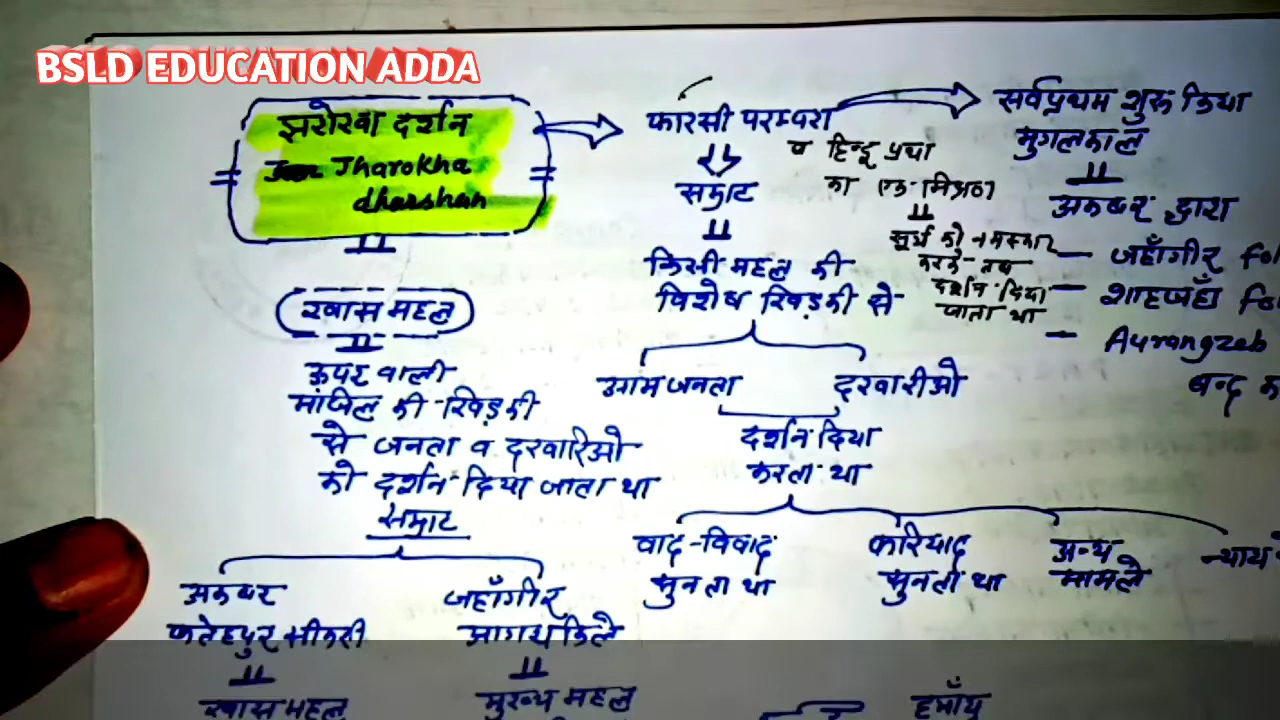 BSLD EDUCATION ADDA
झरोखा दर्शन
Jharokha
dharshan
खास महल
ऊपर वाली
मंजिल की खिड़की
से जनता व दरबारिओ
को दर्शन दिया जाता था
सम्राट
अकबर
फतेहपुर सीकरी
खास महल
जहाँगीर
आगरा किले
मुख्य महल
फारसी परम्परा
व हिन्दू प्रथा
का एक मिश्रण
सूर्य को नमस्कार
करके तब
दर्शन दिया
जाता था
सम्राट
किसी महल की
विशेष खिड़की से
आम जनता
दरबारीओ
दर्शन दिया
करता था
वाद-विवाद
सुनता था
फरियाद
सुनता था
अन्य
मामले
न्याय
सर्वप्रथम शुरू किया
मुगलकाल
अकबर द्वारा
जहाँगीर
शाहजहाँ
Aurangzeb
बन्द
हुमाँयु